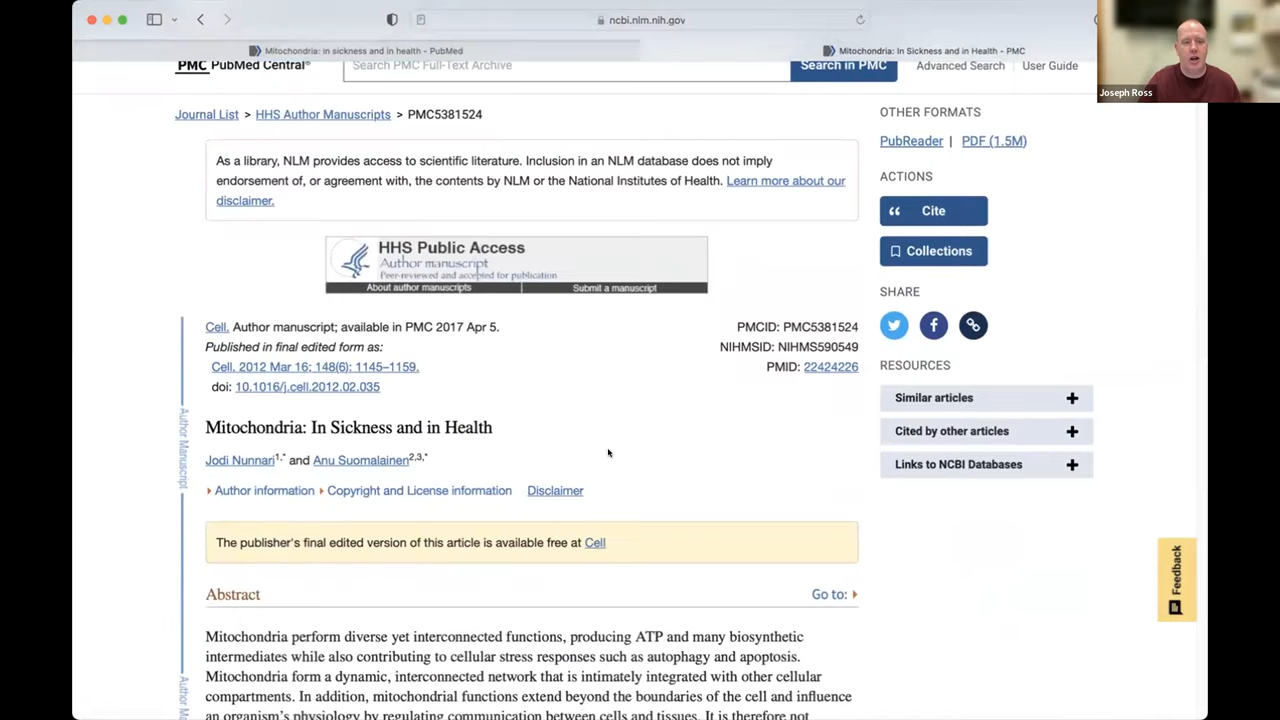 ncbi.nlm.nih.gov
Mitochondria: in sickness and in health - PubMed
Mitochondria: In Sickness and in Health - PMC
Joseph Ross
PMC PubMed Central®
Search PMC Full-Text Archive
Search in PMC
Advanced Search
User Guide
Journal List > HHS Author Manuscripts > PMC5381524
As a library, NLM provides access to scientific literature. Inclusion in an NLM database does not imply
endorsement of, or agreement with, the contents by NLM or the National Institutes of Health. Learn more about our
disclaimer.
HHS Public Access
Author manuscript
Peer-reviewed and accepted for publication
About author manuscripts
Submit a manuscript
Cell. Author manuscript; available in PMC 2017 Apr 5.
Published in final edited form as:
Cell. 2012 Mar 16; 148(6): 1145–1159.
doi: 10.1016/j.cell.2012.02.035
PMCID: PMC5381524
NIHMSID: NIHMS590549
PMID: 22424226
Mitochondria: In Sickness and in Health
Jodi Nunnari1,* and Anu Suomalainen2,3,*
Author information Copyright and License information Disclaimer
The publisher's final edited version of this article is available free at Cell
Abstract
Go to:
Mitochondria perform diverse yet interconnected functions, producing ATP and many biosynthetic
intermediates while also contributing to cellular stress responses such as autophagy and apoptosis.
Mitochondria form a dynamic, interconnected network that is intimately integrated with other cellular
compartments. In addition, mitochondrial functions extend beyond the boundaries of the cell and influence
an organism's physiology by regulating communication between cells and tissues. It is therefore not
Author Manuscript
Author Ma
OTHER FORMATS
PubReader | PDF (1.5M)
ACTIONS
Cite
Collections
SHARE
RESOURCES
Similar articles
Cited by other articles
Links to NCBI Databases
Feedback